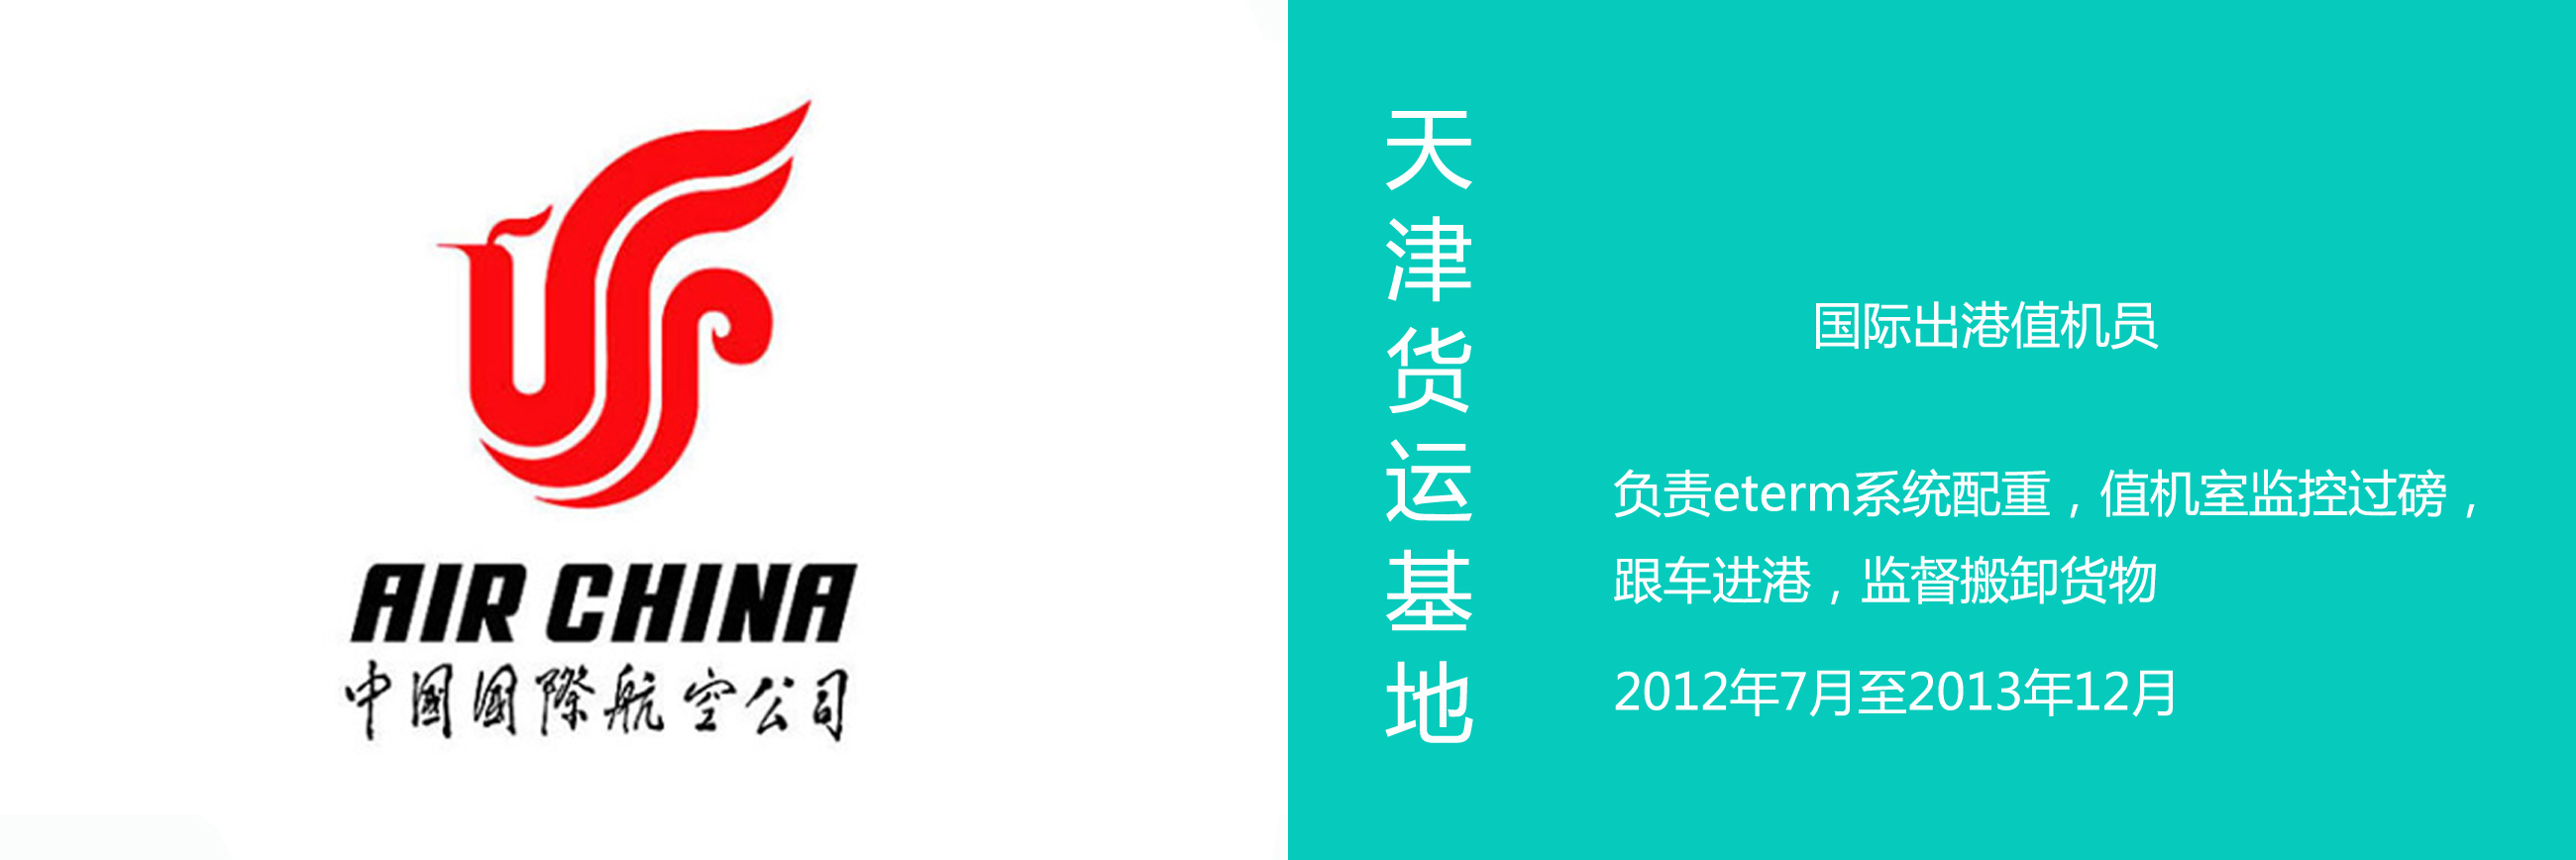 AIR CHINA
中國國際航空公司
天津货运基地
国际出港值机员
负责eterm系统配重，值机室监控过磅，
跟车进港，监督搬卸货物
2012年7月至2013年12月